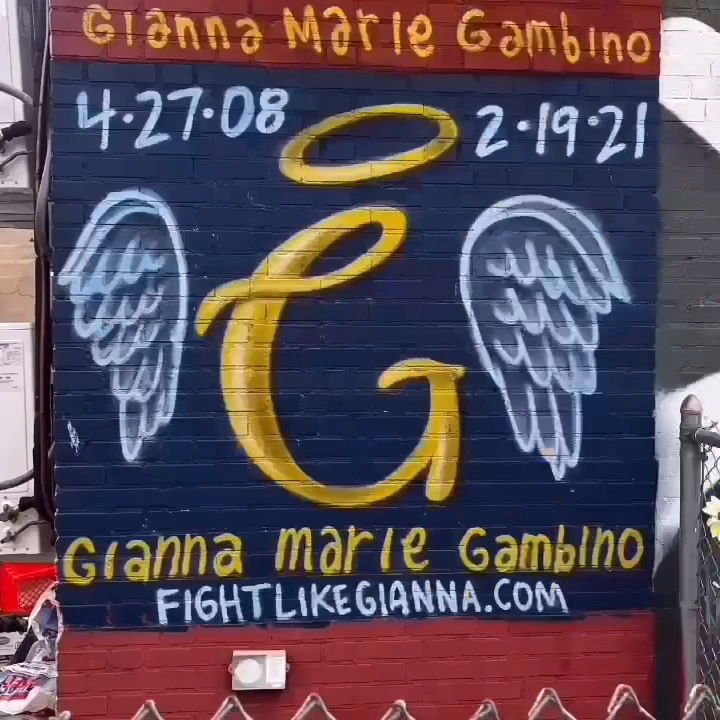 Gianna Marie Gambino
4·27·08
2·19·21
G
Gianna marie Gambino
FIGHTLIKEGIANNA.COM